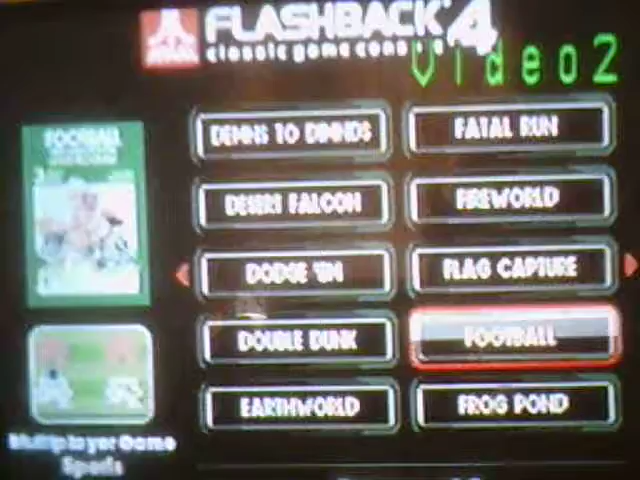 FLASHBACK 4
classic game console
Video2
FOOTBALL
DEMONS TO DIAMONDS
FATAL RUN
DESERT FALCON
FIREWORLD
DODGE 'EM
FLAG CAPTURE
DOUBLE DUNK
FOOTBALL
EARTHWORLD
FROG POND
Multiplayer Game
Sports